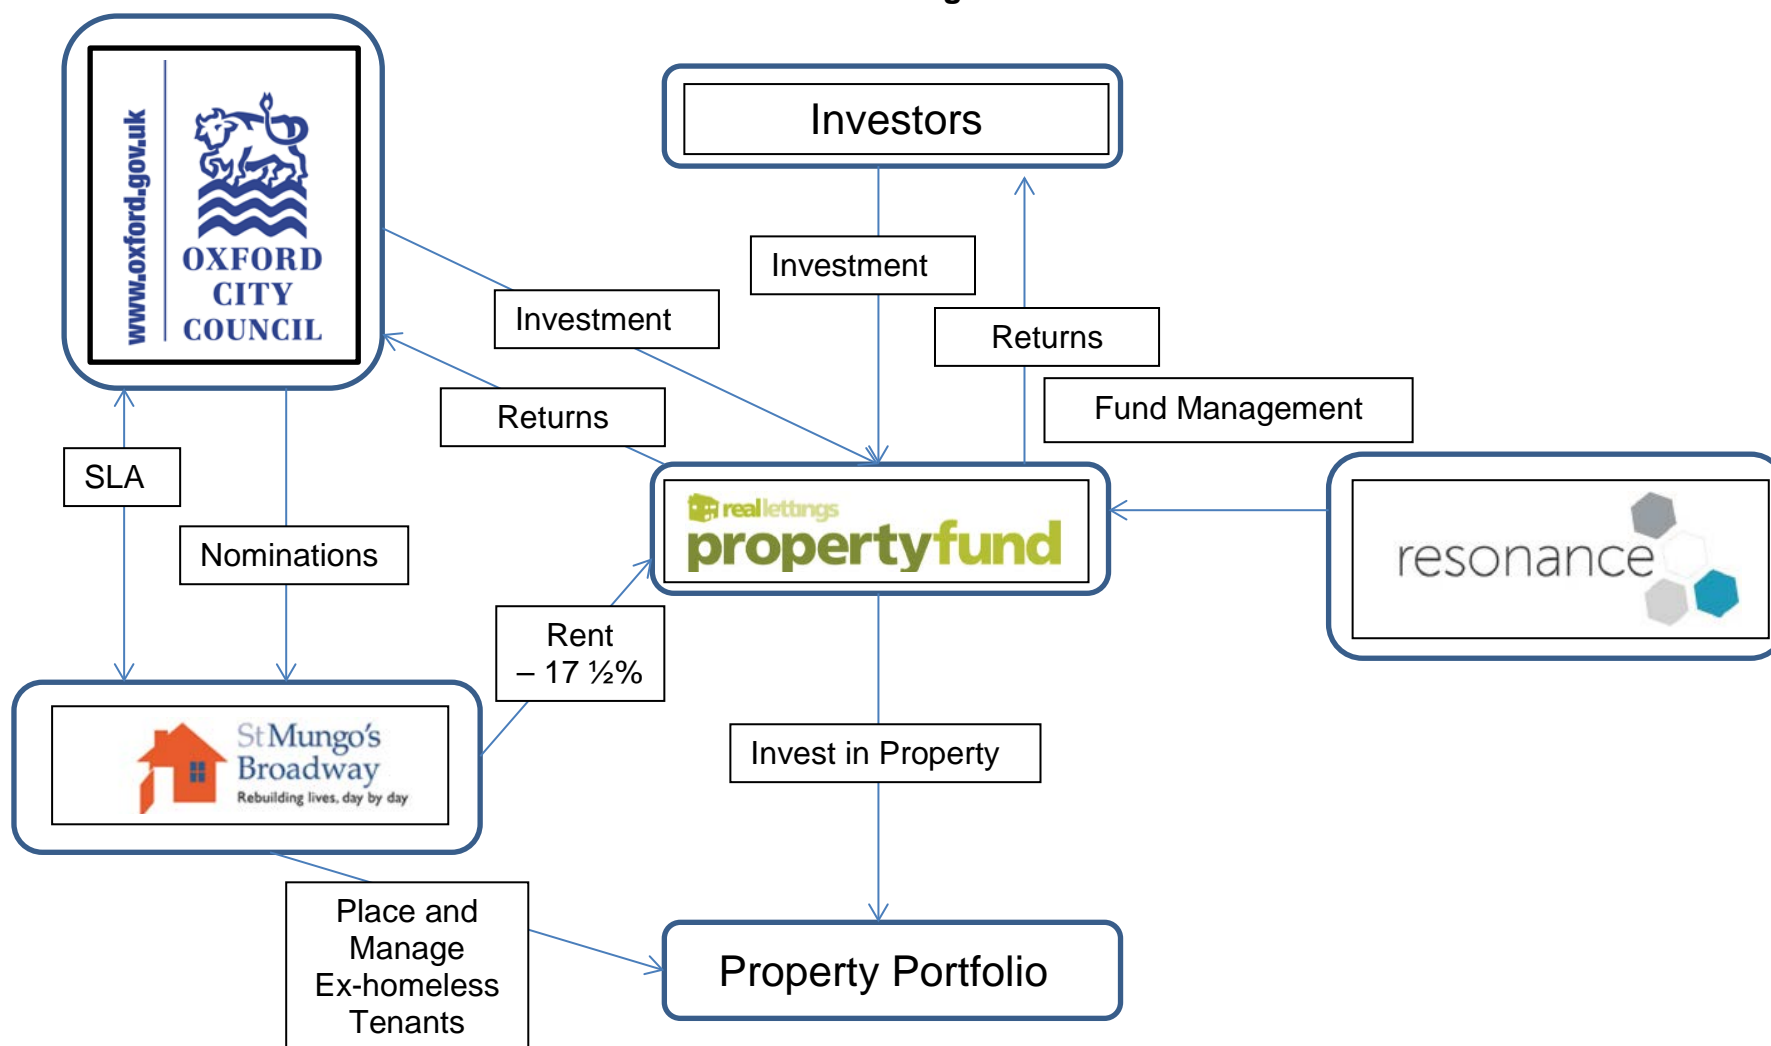 www.oxford.gov.uk
OXFORD
CITY
COUNCIL
Investors
Investment
Investment
Returns
Returns
Fund Management
SLA
Nominations
real lettings
propertyfund
resonance
Rent
– 17 ½%
St Mungo's
Broadway
Rebuilding lives, day by day
Invest in Property
Place and
Manage
Ex-homeless
Tenants
Property Portfolio